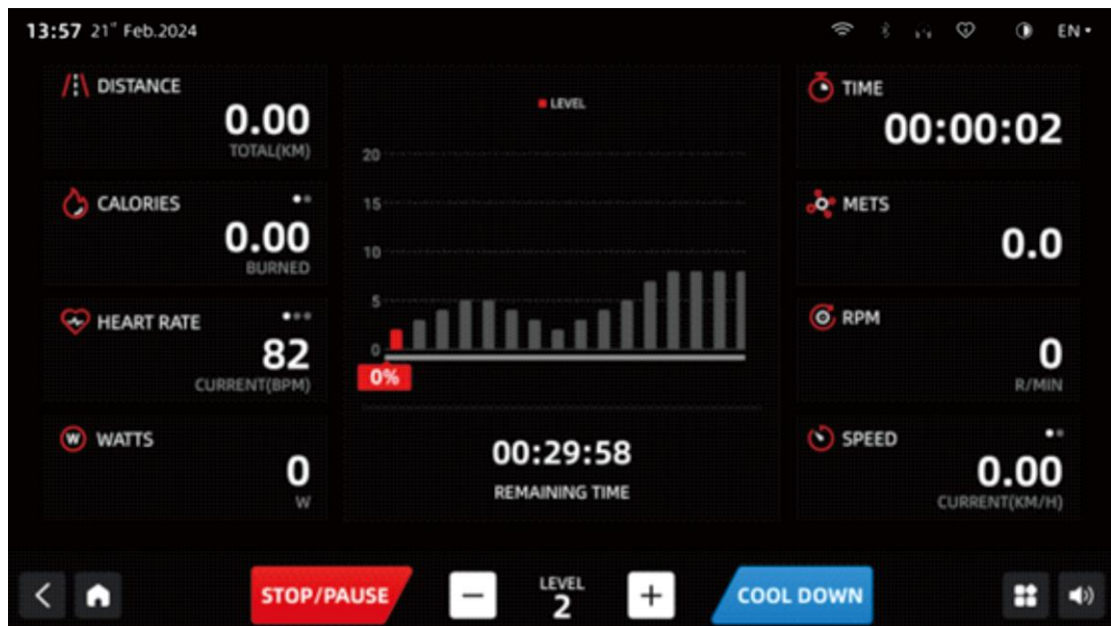 13:57 21st Feb.2024
EN
DISTANCE
0.00
TOTAL(KM)
CALORIES
0.00
BURNED
HEART RATE
82
CURRENT(BPM)
W WATTS
0
W
LEVEL
20
15
10
5
0
0%
00:29:58
REMAINING TIME
TIME
00:00:02
METS
0.0
RPM
0
R/MIN
SPEED
0.00
CURRENT(KM/H)
STOP/PAUSE
−
LEVEL
2
+
COOL DOWN